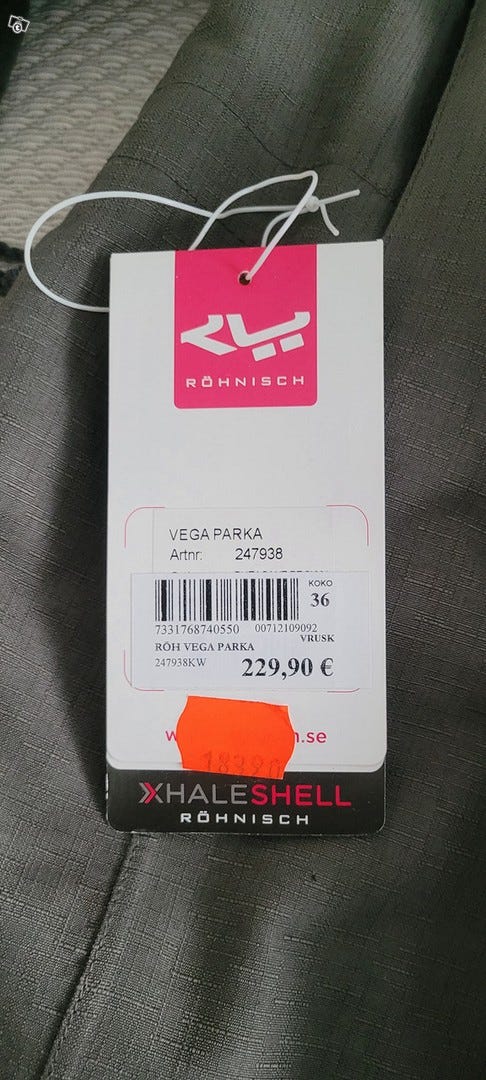 RÖHNISCH
VEGA PARKA
Artnr: 247938
KOKO
36
7331768740550 00712109092
VRUSK
RÖH VEGA PARKA
247938KW 229,90 €
.se
18390
XHALESHELL
RÖHNISCH